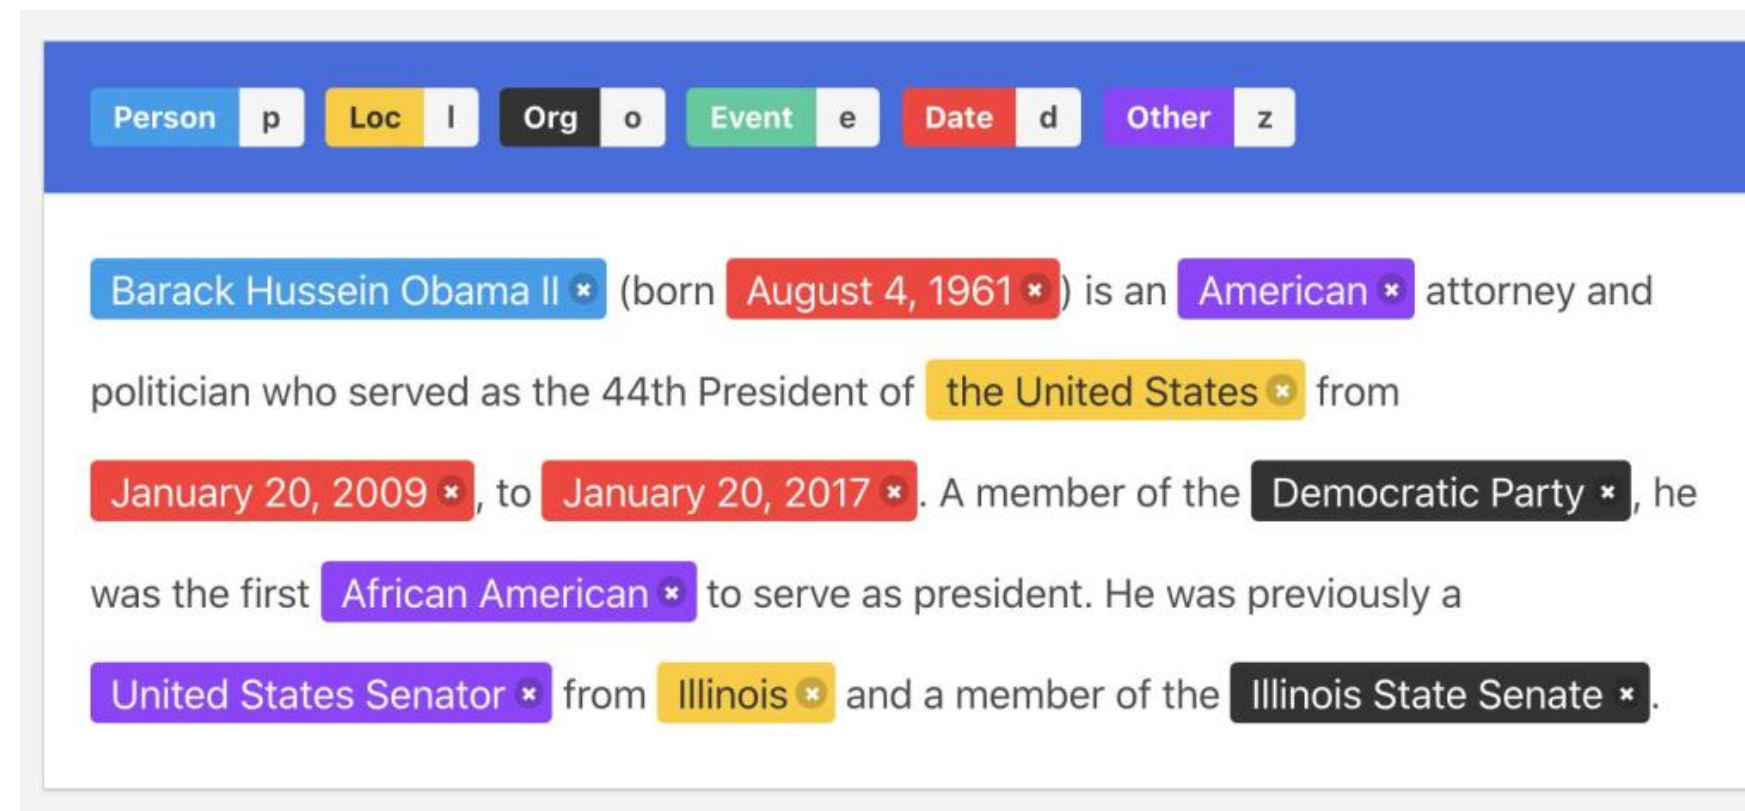 Person p Loc l Org o Event e Date d Other z
Barack Hussein Obama II (born August 4, 1961) is an American attorney and
politician who served as the 44th President of the United States from
January 20, 2009, to January 20, 2017. A member of the Democratic Party, he
was the first African American to serve as president. He was previously a
United States Senator from Illinois and a member of the Illinois State Senate.